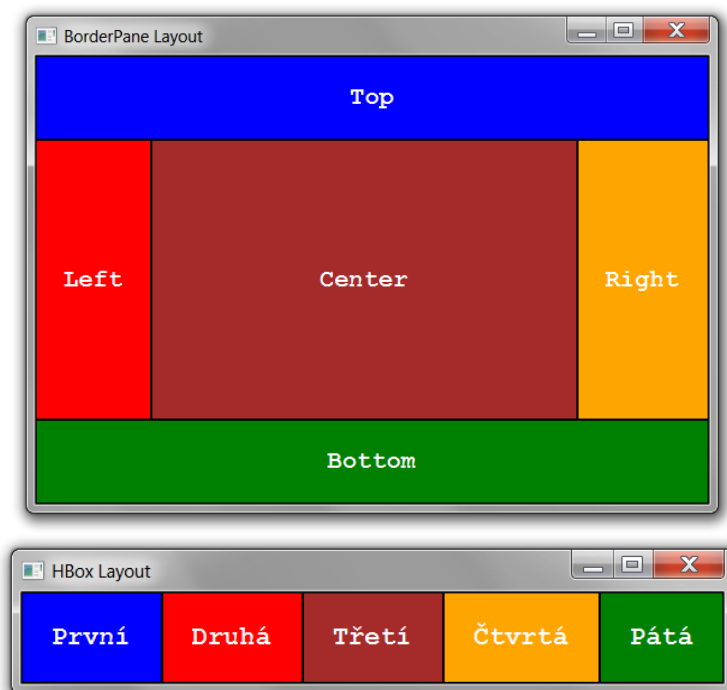 BorderPane Layout
Top
Left Center Right
Bottom
HBox Layout
První Druhá Třetí Čtvrtá Pátá